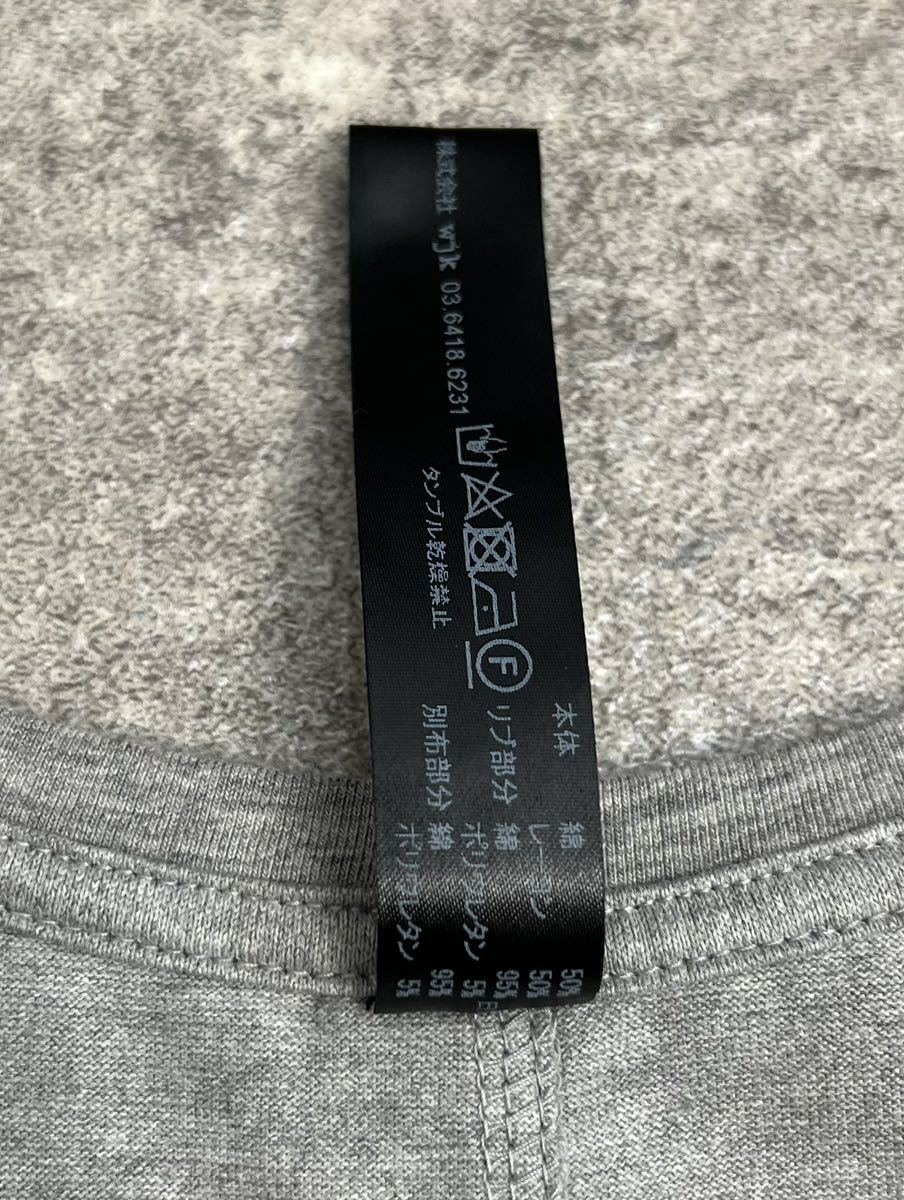 本体
綿 50%
レーヨン 50%
リブ部分
綿 95%
ポリウレタン 5%
別布部分
綿 95%
ポリウレタン 5%
F
タンブル乾燥禁止
株式会社 wjk 03.6418.6231